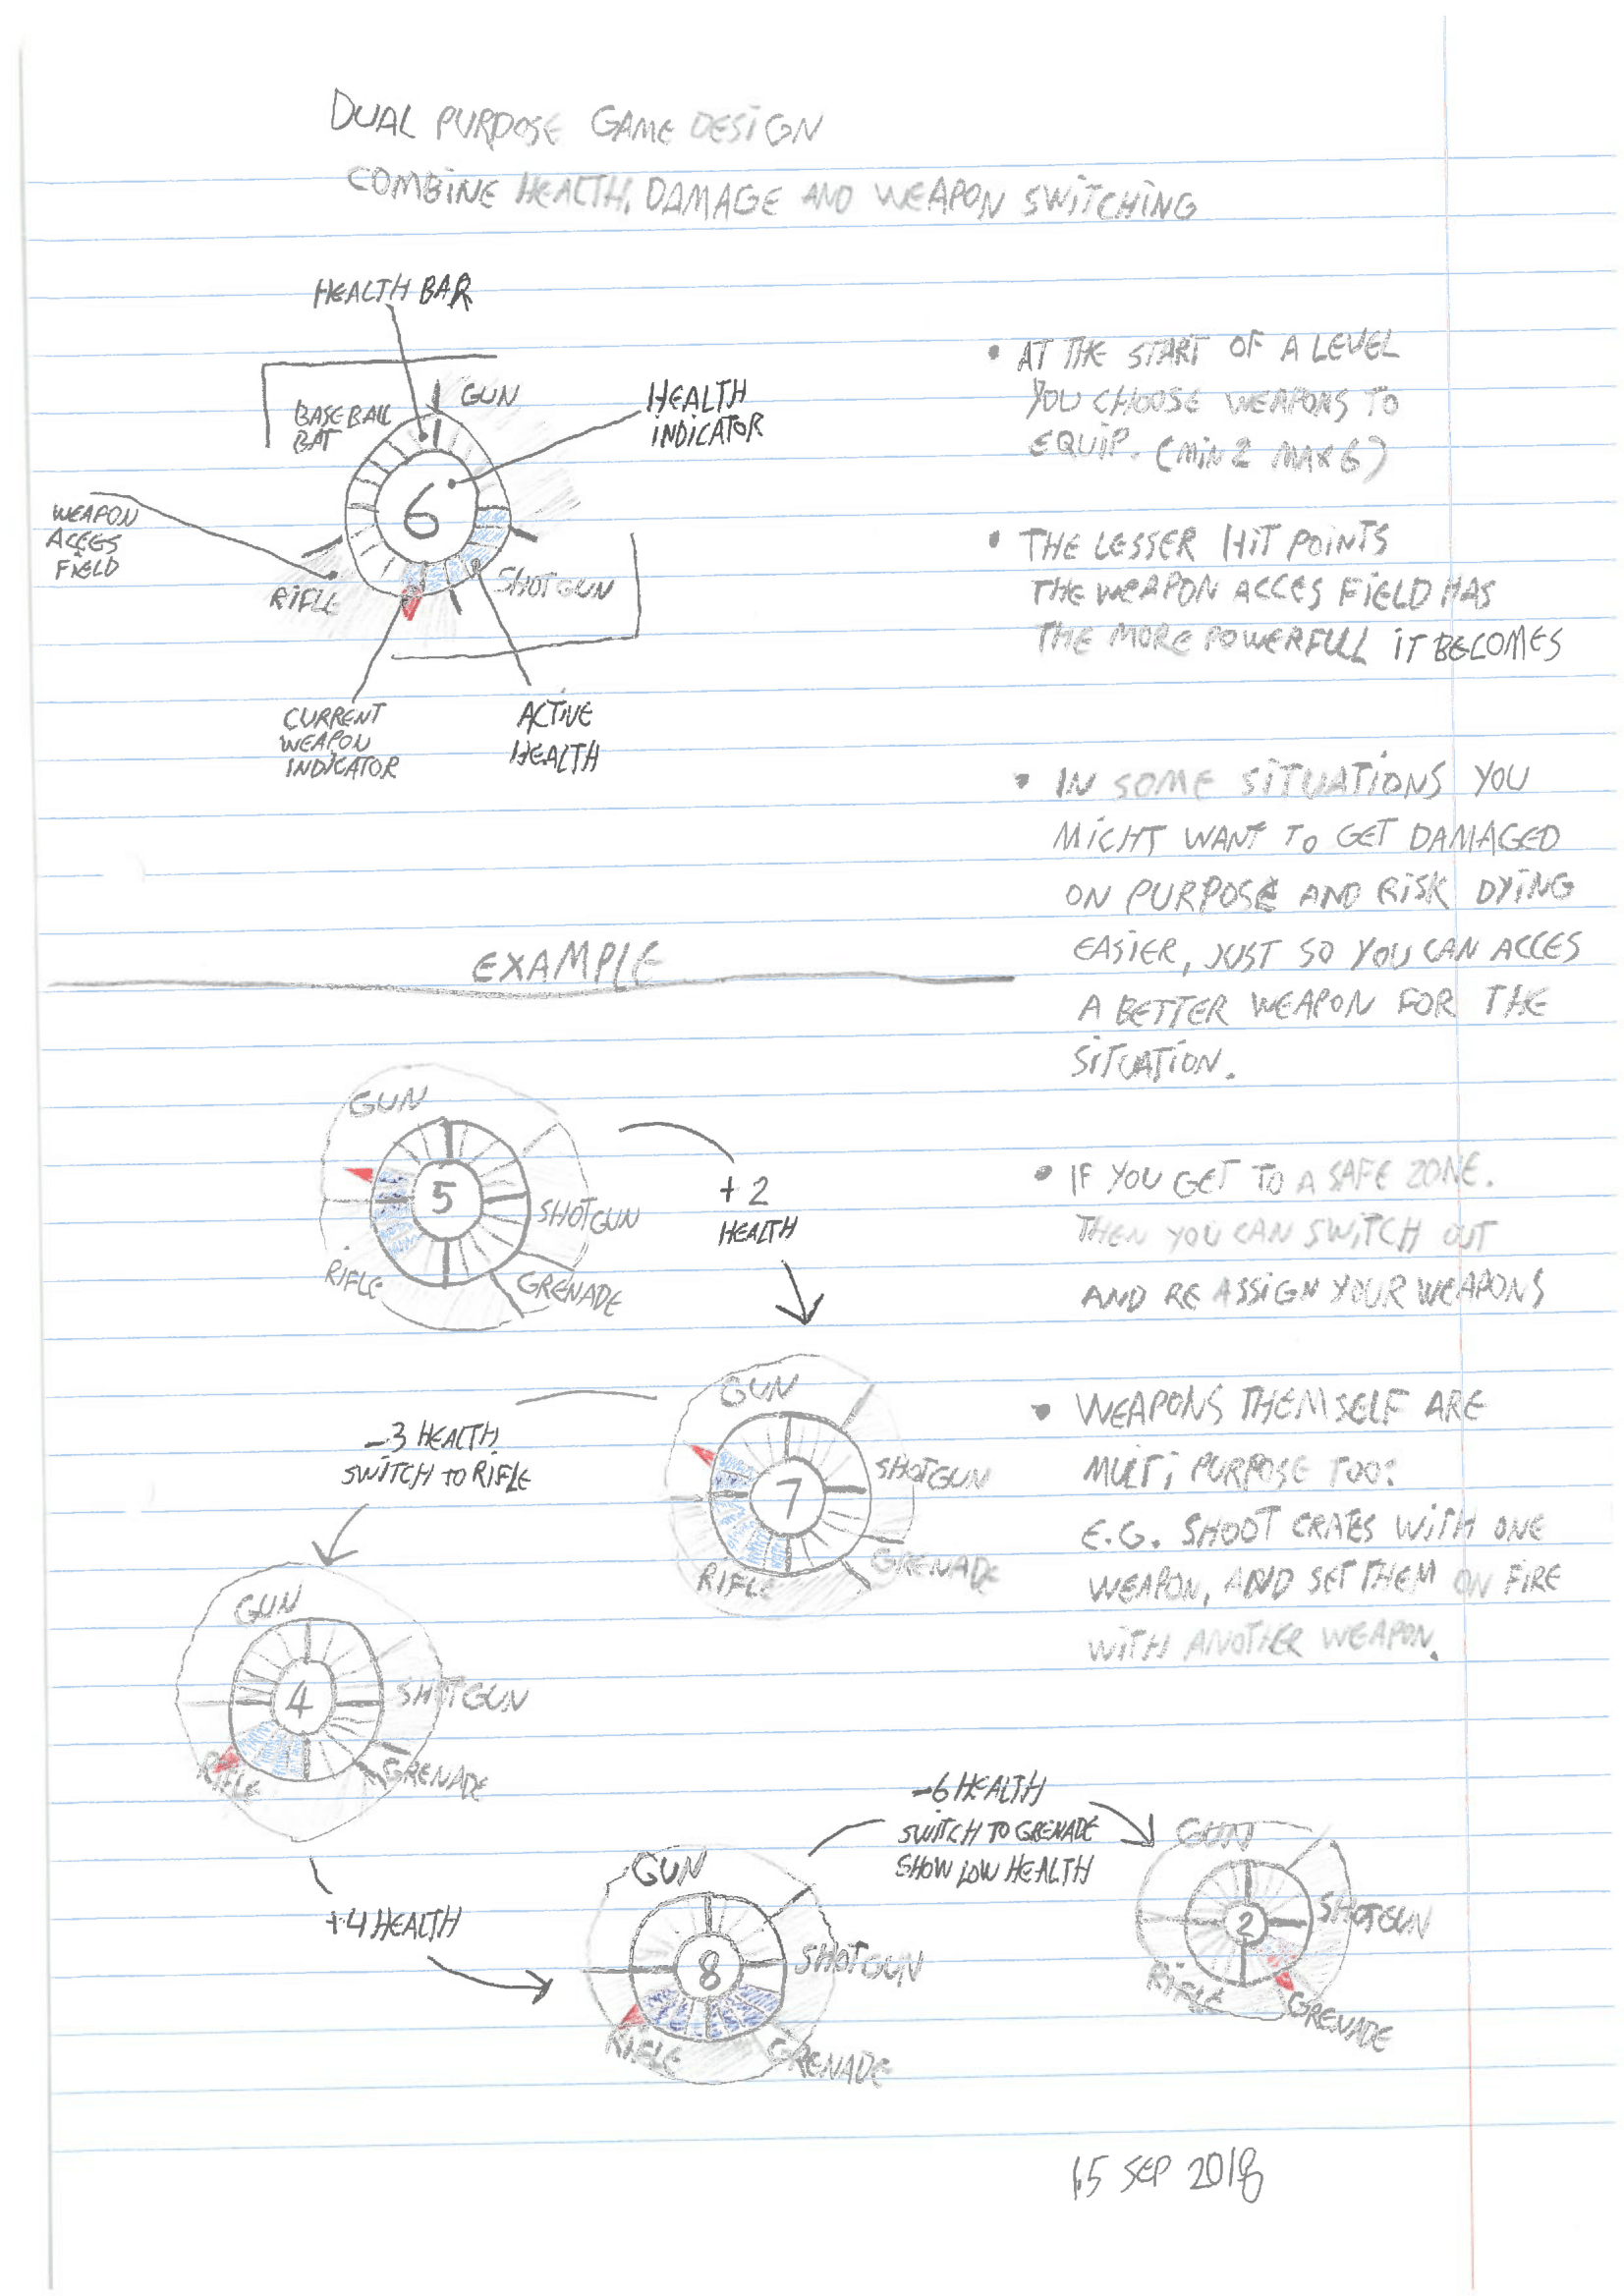 DUAL PURPOSE GAME DESIGN
COMBINE HEALTH, DAMAGE AND WEAPON SWITCHING
HEALTH BAR
GUN
BASEBALL
BAT
HEALTH
INDICATOR
6
WEAPON
ACCES
FIELD
RIFLE
SHOTGUN
CURRENT
WEAPON
INDICATOR
ACTIVE
HEALTH
• AT THE START OF A LEVEL
YOU CHOOSE WEAPONS TO
EQUIP. (MIN 2 MAX 6)
• THE LESSER HIT POINTS
THE WEAPON ACCES FIELD HAS
THE MORE POWERFULL IT BECOMES
• IN SOME SITUATIONS YOU
MIGHT WANT TO GET DAMAGED
ON PURPOSE AND RISK DYING
EASIER, JUST SO YOU CAN ACCES
A BETTER WEAPON FOR THE
SITUATION.
• IF YOU GET TO A SAFE ZONE.
THEN YOU CAN SWITCH OUT
AND RE ASSIGN YOUR WEAPONS
• WEAPONS THEMSELF ARE
MULTI PURPOSE TOO:
E.G. SHOOT CRATES WITH ONE
WEAPON, AND SET THEM ON FIRE
WITH ANOTHER WEAPON.
EXAMPLE
GUN
5
SHOTGUN
RIFLE
GRENADE
+2
HEALTH
GUN
7
SHOTGUN
RIFLE
GRENADE
-3 HEALTH
SWITCH TO RIFLE
GUN
4
SHOTGUN
RIFLE
GRENADE
+4 HEALTH
GUN
8
SHOTGUN
RIFLE
GRENADE
-6 HEALTH
SWITCH TO GRENADE
SHOW LOW HEALTH
GUN
2
SHOTGUN
RIFLE
GRENADE
15 SEP 2018